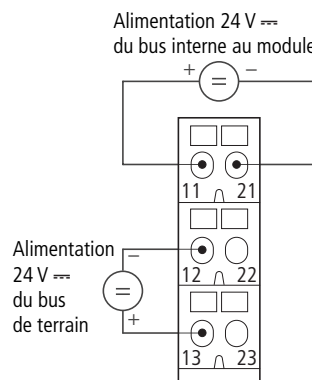 Alimentation 24 V ⎓
du bus interne au module
+ = −
11 21
Alimentation
24 V ⎓
du bus
de terrain
−
=
+
12 22
13 23